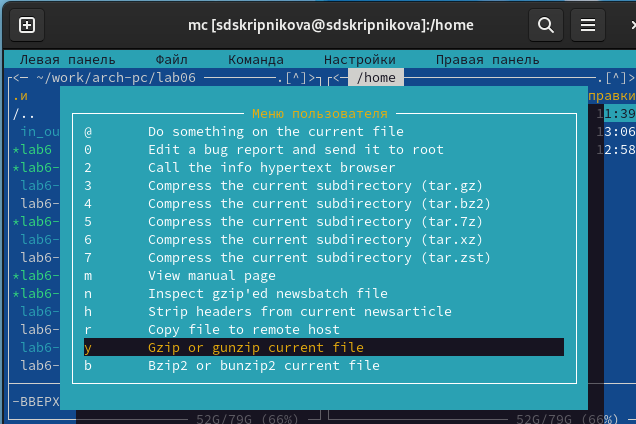 mc [sdskripnikova@sdskripnikova]:/home
Левая панель Файл Команда Настройки Правая панель
<— ~/work/arch-pc/lab06 .[^]> <— /home .[^]>
.и правки
Меню пользователя
/.. 11:39
@ Do something on the current file
in_ou 13:06
0 Edit a bug report and send it to root
*lab6 12:58
2 Call the info hypertext browser
*lab6-
3 Compress the current subdirectory (tar.gz)
lab6-
4 Compress the current subdirectory (tar.bz2)
lab6-
5 Compress the current subdirectory (tar.7z)
*lab6-
6 Compress the current subdirectory (tar.xz)
lab6-
7 Compress the current subdirectory (tar.zst)
lab6-
m View manual page
*lab6-
n Inspect gzip'ed newsbatch file
*lab6-
h Strip headers from current newsarticle
lab6-
r Copy file to remote host
lab6-
y Gzip or gunzip current file
lab6-
b Bzip2 or bunzip2 current file
lab6-
-ВВЕРХ
52G/79G (66%) 52G/79G (66%)